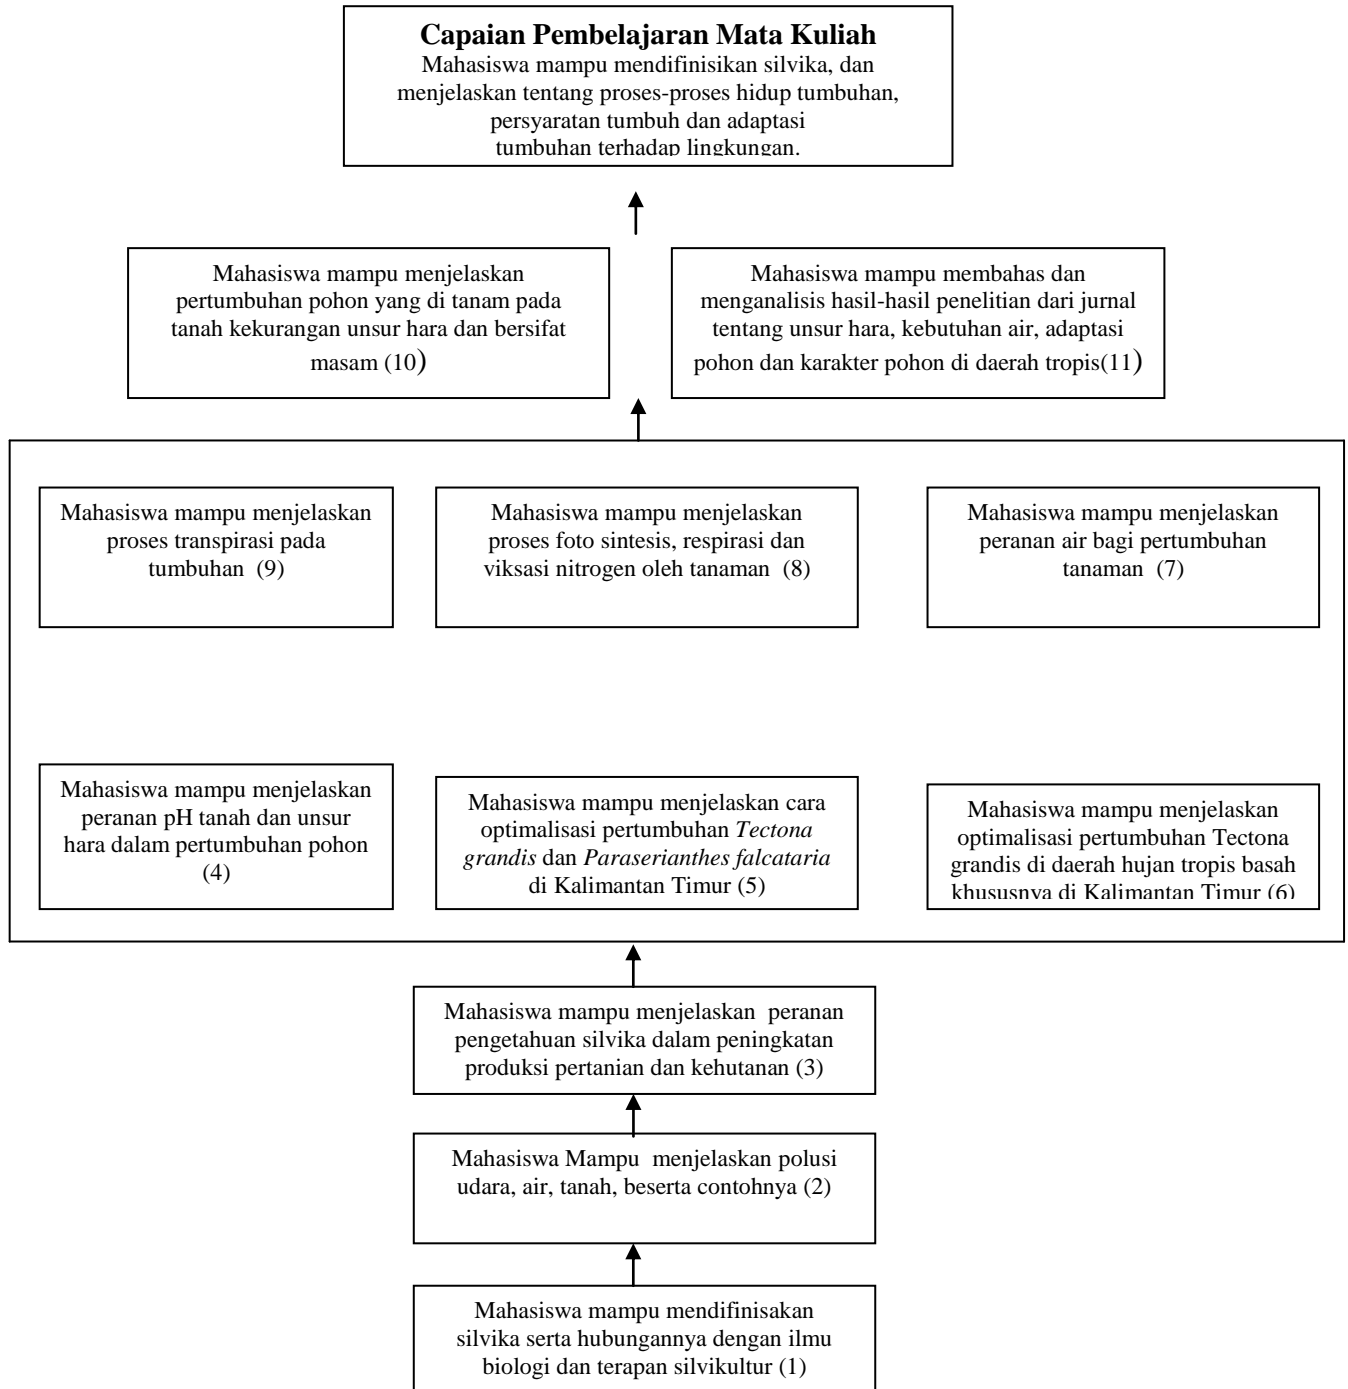 Capaian Pembelajaran Mata Kuliah
Mahasiswa mampu mendifinisikan silvika, dan
menjelaskan tentang proses-proses hidup tumbuhan,
persyaratan tumbuh dan adaptasi
tumbuhan terhadap lingkungan.
Mahasiswa mampu menjelaskan
pertumbuhan pohon yang di tanam pada
tanah kekurangan unsur hara dan bersifat
masam (10)
Mahasiswa mampu membahas dan
menganalisis hasil-hasil penelitian dari jurnal
tentang unsur hara, kebutuhan air, adaptasi
pohon dan karakter pohon di daerah tropis(11)
Mahasiswa mampu menjelaskan
proses transpirasi pada
tumbuhan (9)
Mahasiswa mampu menjelaskan
proses foto sintesis, respirasi dan
viksasi nitrogen oleh tanaman (8)
Mahasiswa mampu menjelaskan
peranan air bagi pertumbuhan
tanaman (7)
Mahasiswa mampu menjelaskan
peranan pH tanah dan unsur
hara dalam pertumbuhan pohon
(4)
Mahasiswa mampu menjelaskan cara
optimalisasi pertumbuhan Tectona
grandis dan Paraserianthes falcataria
di Kalimantan Timur (5)
Mahasiswa mampu menjelaskan
optimalisasi pertumbuhan Tectona
grandis di daerah hujan tropis basah
khususnya di Kalimantan Timur (6)
Mahasiswa mampu menjelaskan peranan
pengetahuan silvika dalam peningkatan
produksi pertanian dan kehutanan (3)
Mahasiswa Mampu menjelaskan polusi
udara, air, tanah, beserta contohnya (2)
Mahasiswa mampu mendifinisakan
silvika serta hubungannya dengan ilmu
biologi dan terapan silvikultur (1)